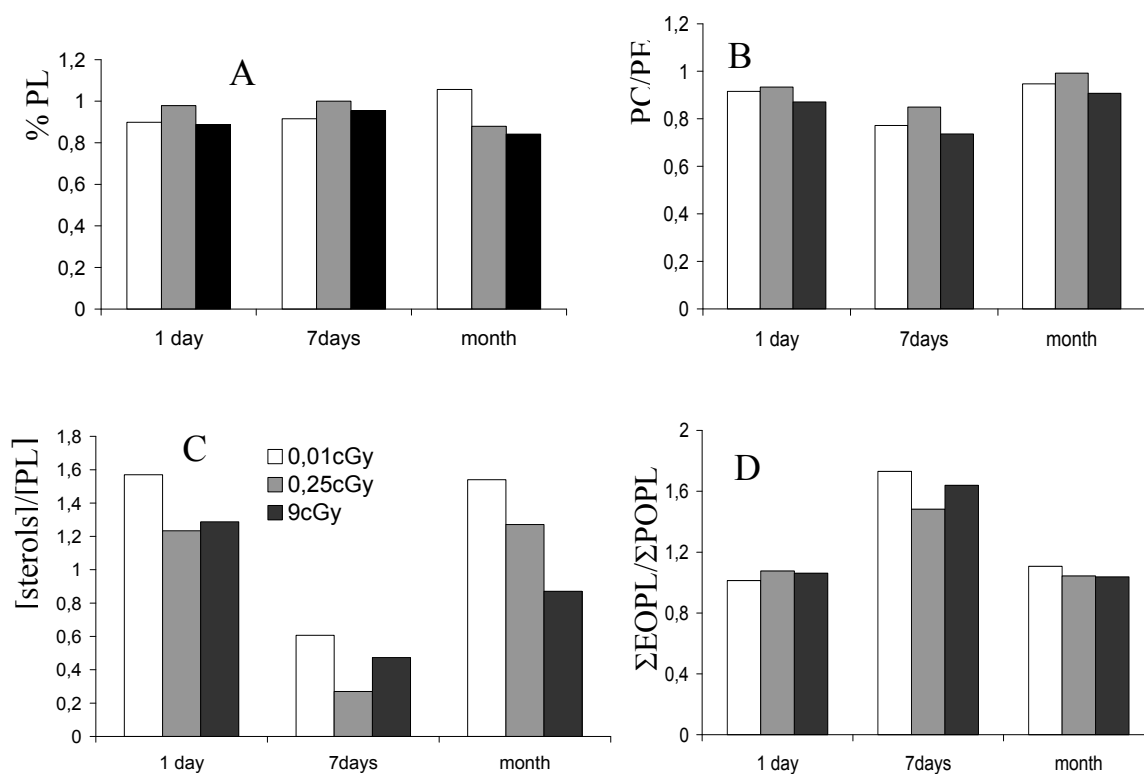 A
% PL
1,2
1
0,8
0,6
0,4
0,2
0
1 day 7days month
B
PC/PE
1,2
1
0,8
0,6
0,4
0,2
0
1 day 7days month
C
[sterols]/[PL]
1,8
1,6
1,4
1,2
1
0,8
0,6
0,4
0,2
0
0,01cGy
0,25cGy
9cGy
1 day 7days month
D
ΣEOPL/ΣPOPL
2
1,6
1,2
0,8
0,4
0
1 day 7days month